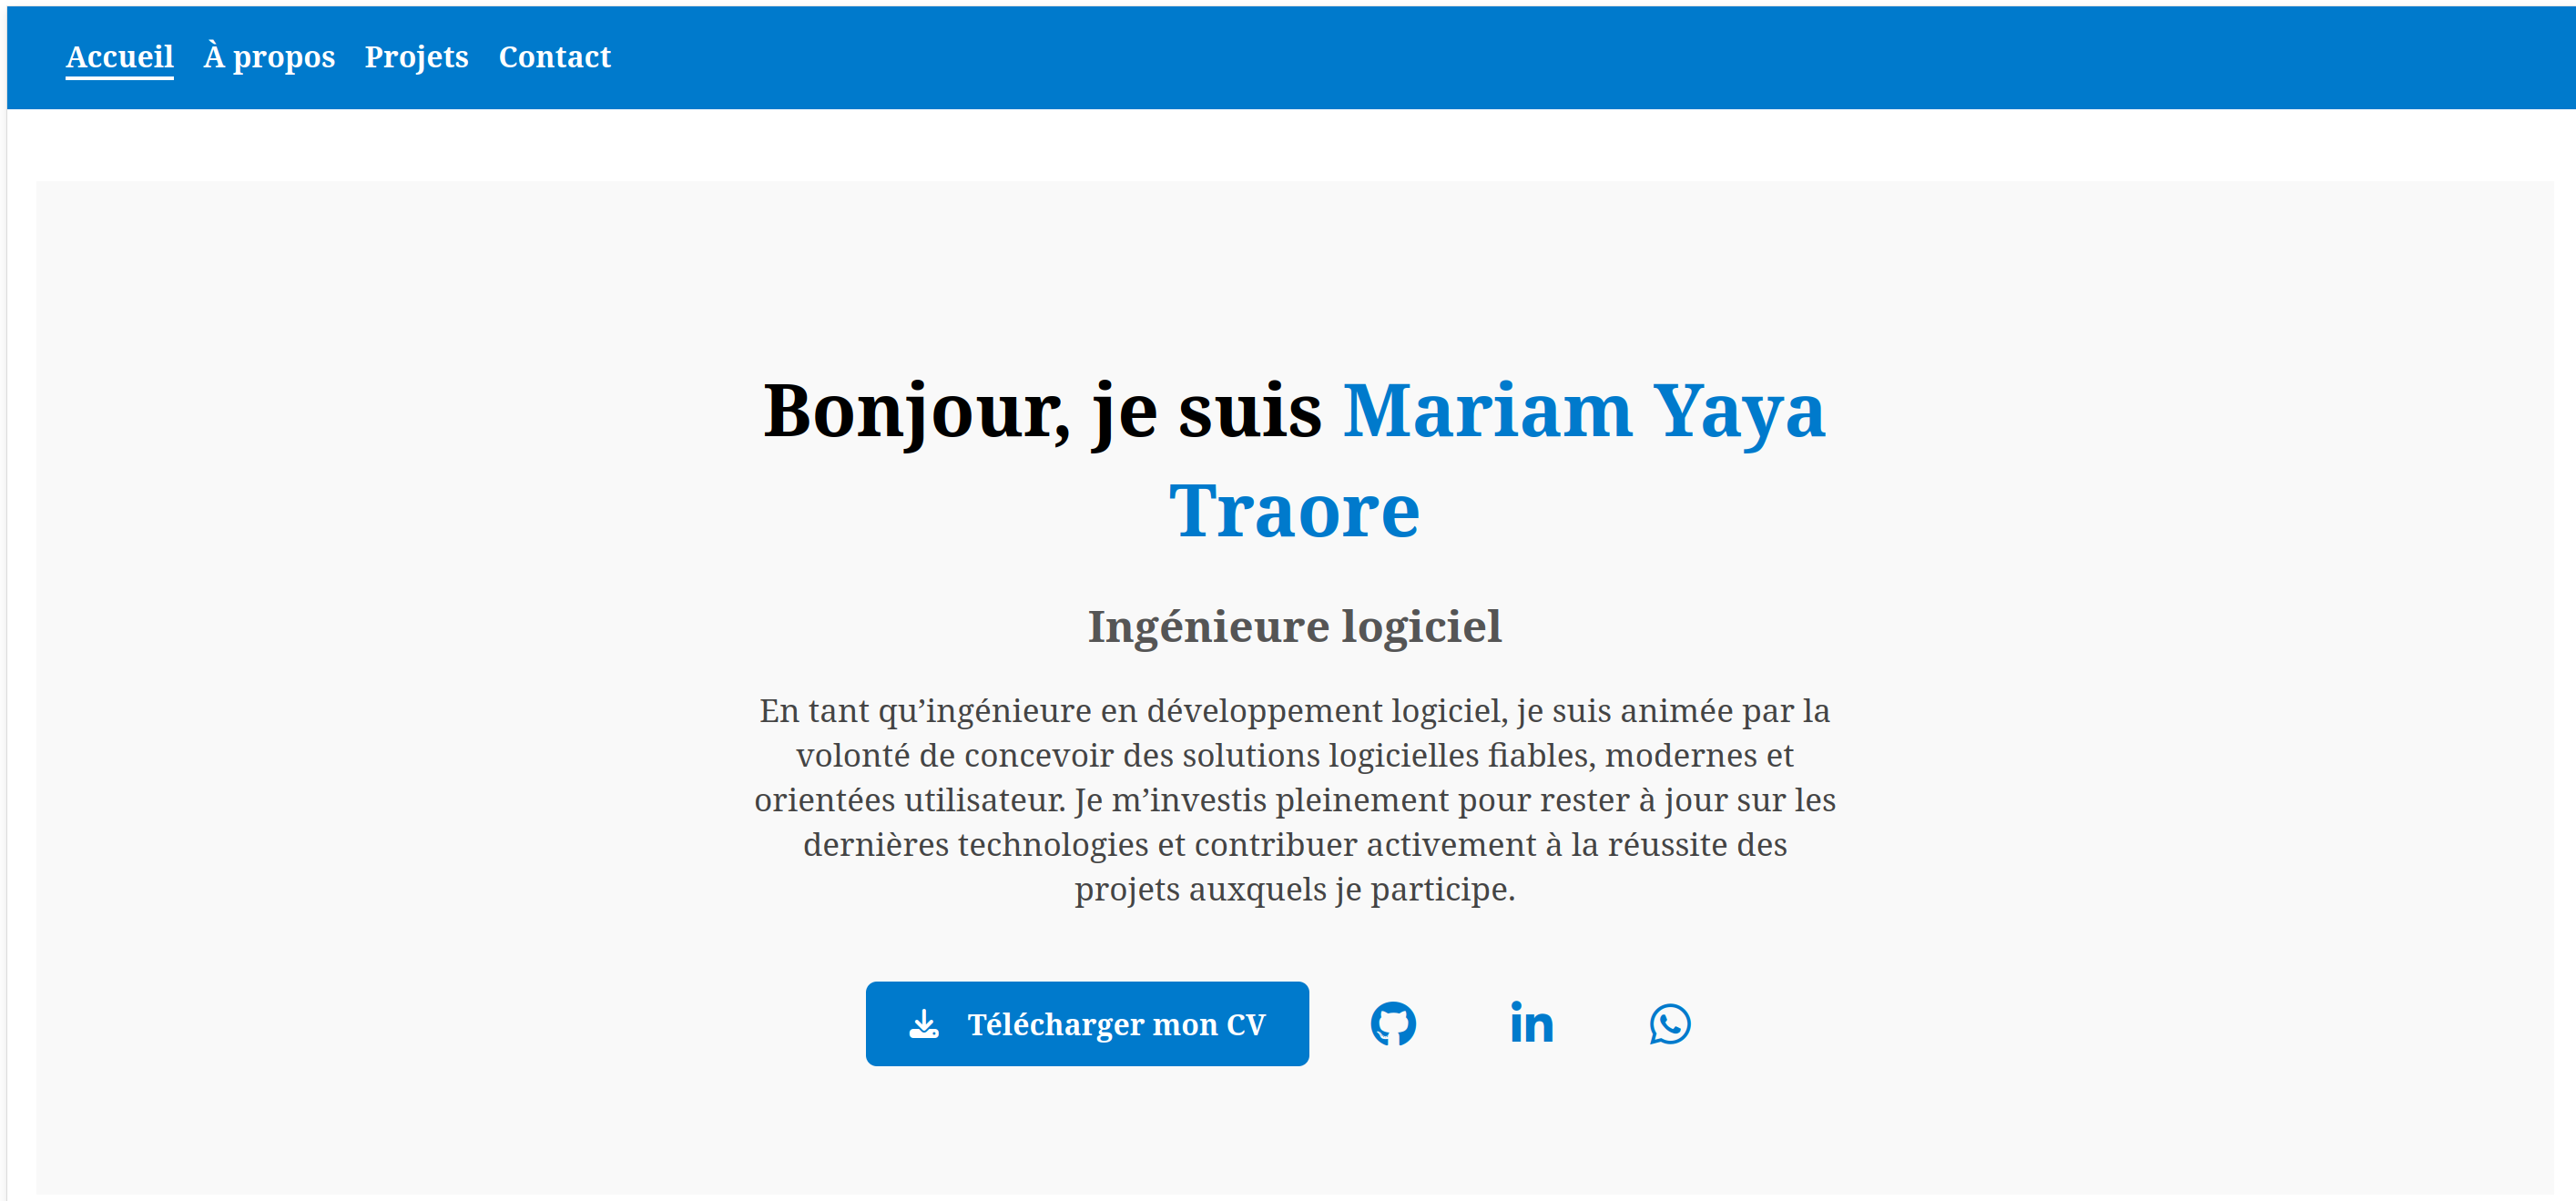 Accueil À propos Projets Contact
Bonjour, je suis Mariam Yaya
Traore
Ingénieure logiciel
En tant qu’ingénieure en développement logiciel, je suis animée par la
volonté de concevoir des solutions logicielles fiables, modernes et
orientées utilisateur. Je m’investis pleinement pour rester à jour sur les
dernières technologies et contribuer activement à la réussite des
projets auxquels je participe.
Télécharger mon CV